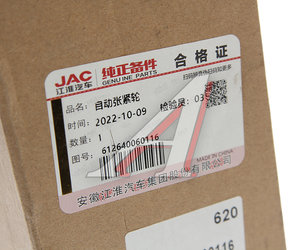 JAC 纯正备件 合格证
江淮汽车 GENUINE PARTS
品名：自动张紧轮
时间：2022-10-09 检验员：03
数量：1
图号：612640060116
MADE IN CHINA
安徽江淮汽车集团股份有限公司
620